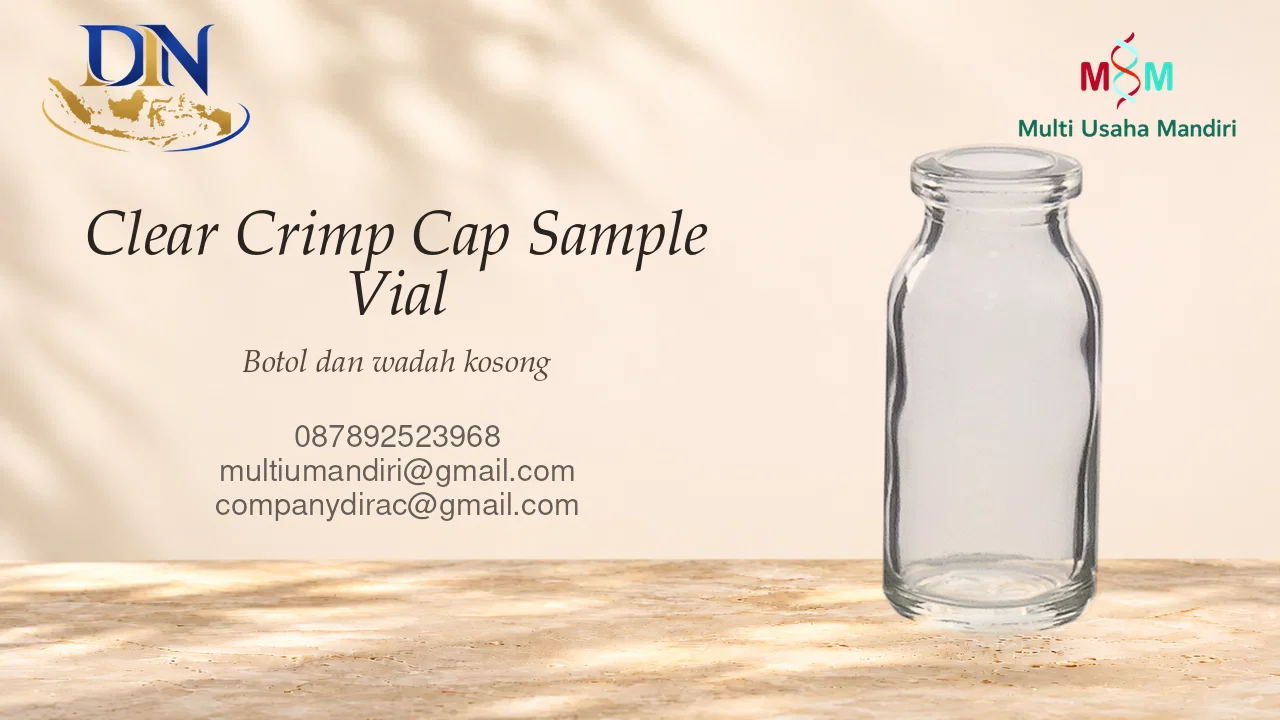 DIN
M M
Multi Usaha Mandiri
Clear Crimp Cap Sample
Vial
Botol dan wadah kosong
087892523968
multiumandiri@gmail.com
companydirac@gmail.com